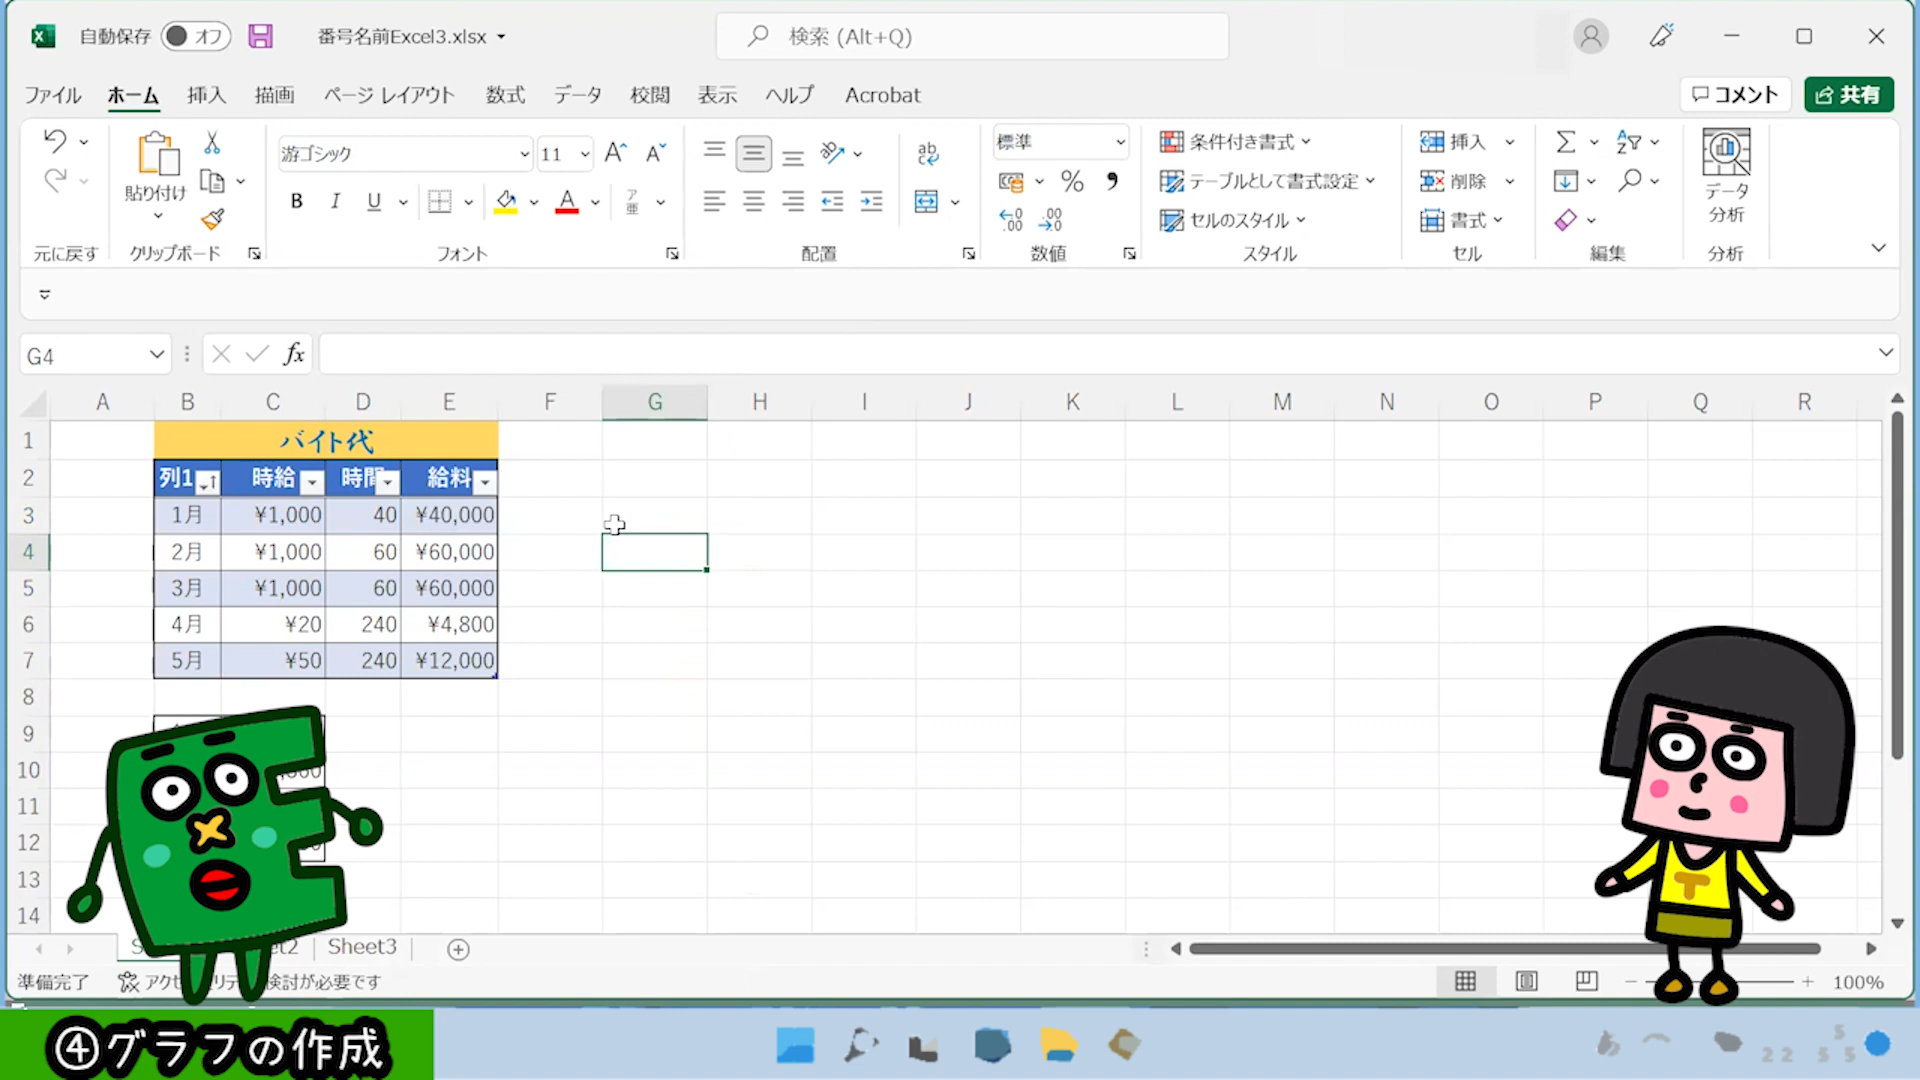 自動保存 オフ 番号名前Excel3.xlsx 検索 (Alt+Q)
ファイル ホーム 挿入 描画 ページ レイアウト 数式 データ 校閲 表示 ヘルプ Acrobat コメント 共有
貼り付け 游ゴシック 11 標準 条件付き書式 挿入
テーブルとして書式設定 削除 データ
セルのスタイル 書式 分析
元に戻す クリップボード フォント 配置 数値 スタイル セル 編集 分析
G4 fx
A B C D E F G H I J K L M N O P Q R
1 バイト代
2 列1 時給 時間 給料
3 1月 ¥1,000 40 ¥40,000
4 2月 ¥1,000 60 ¥60,000
5 3月 ¥1,000 60 ¥60,000
6 4月 ¥20 240 ¥4,800
7 5月 ¥50 240 ¥12,000
8
9
10
11
12
13
14
Sheet3
準備完了 検討が必要です 100%
④グラフの作成
T